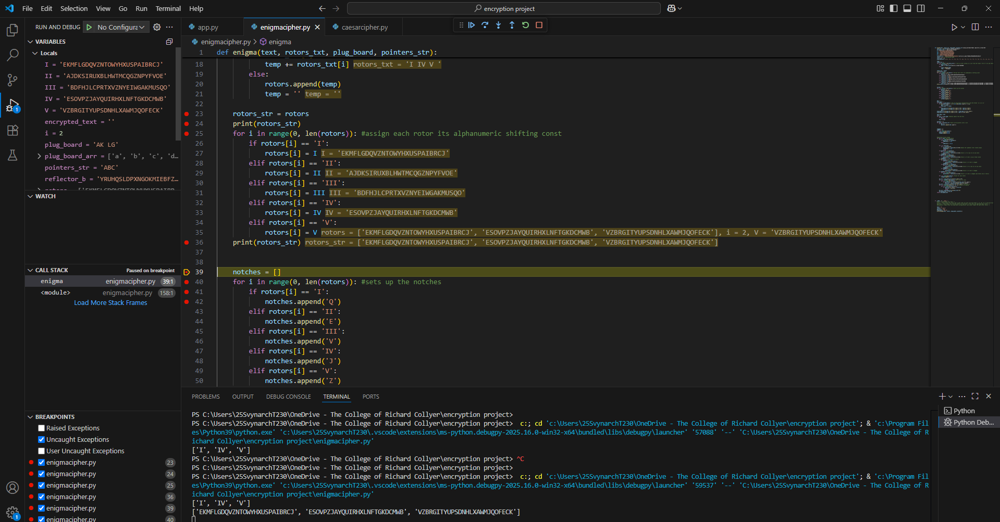 File Edit Selection View Go Run Terminal Help
encryption project
RUN AND DEBUG No Configura
app.py
enigmacipher.py
caesarcipher.py
enigmacipher.py > enigma
VARIABLES
Locals
I = 'EKMFLGDQVZNTOWYHXUSPAIBRCJ'
II = 'AJDKSIRUXBLHWTMCQGZNPYFVOE'
III = 'BDFHJLCPRTXVZNYEIWGAKMUSQO'
IV = 'ESOVPZJAYQUIRHXLNFTGKDCMWB'
V = 'VZBRGITYUPSDNHLXAWMJQOFECK'
encrypted_text = ''
i = 2
plug_board = 'AK LG'
plug_board_arr = ['a', 'b', 'c', 'd…
pointers_str = 'ABC'
reflector_b = 'YRUHQSLDPXNGOKMIEBFZ…
WATCH
CALL STACK Paused on breakpoint
enigma enigmacipher.py 39:1
<module> enigmacipher.py 158:1
Load More Stack Frames
BREAKPOINTS
Raised Exceptions
Uncaught Exceptions
User Uncaught Exceptions
enigmacipher.py 23
enigmacipher.py 24
enigmacipher.py 25
enigmacipher.py 36
enigmacipher.py 39
enigmacipher.py 40
1
1
1 def enigma(text, rotors_txt, plug_board, pointers_str):
18 temp += rotors_txt[i] rotors_txt = 'I IV V '
19 else:
20 rotors.append(temp)
21 temp = '' temp = ''
22
23 rotors_str = rotors
24 print(rotors_str)
25 for i in range(0, len(rotors)): #assign each rotor its alphanumeric shifting const
26 if rotors[i] == 'I':
27 rotors[i] = I I = 'EKMFLGDQVZNTOWYHXUSPAIBRCJ'
28 elif rotors[i] == 'II':
29 rotors[i] = II II = 'AJDKSIRUXBLHWTMCQGZNPYFVOE'
30 elif rotors[i] == 'III':
31 rotors[i] = III III = 'BDFHJLCPRTXVZNYEIWGAKMUSQO'
32 elif rotors[i] == 'IV':
33 rotors[i] = IV IV = 'ESOVPZJAYQUIRHXLNFTGKDCMWB'
34 elif rotors[i] == 'V':
35 rotors[i] = V rotors = ['EKMFLGDQVZNTOWYHXUSPAIBRCJ', 'ESOVPZJAYQUIRHXLNFTGKDCMWB', 'VZBRGITYUPSDNHLXAWMJQOFECK'], i = 2, V = 'VZBRGITYUPSDNHLXAWMJQOFECK'
36 print(rotors_str) rotors_str = ['EKMFLGDQVZNTOWYHXUSPAIBRCJ', 'ESOVPZJAYQUIRHXLNFTGKDCMWB', 'VZBRGITYUPSDNHLXAWMJQOFECK']
37
38
39 notches = []
40 for i in range(0, len(rotors)): #sets up the notches
41 if rotors[i] == 'I':
42 notches.append('Q')
43 elif rotors[i] == 'II':
44 notches.append('E')
45 elif rotors[i] == 'III':
46 notches.append('V')
47 elif rotors[i] == 'IV':
48 notches.append('J')
49 elif rotors[i] == 'V':
50 notches.append('Z')
PROBLEMS OUTPUT DEBUG CONSOLE TERMINAL PORTS
PS C:\Users\25SvynarchT230\OneDrive - The College of Richard Collyer\encryption project>
PS C:\Users\25SvynarchT230\OneDrive - The College of Richard Collyer\encryption project> c:; cd 'c:\Users\25SvynarchT230\OneDrive - The College of Richard Collyer\encryption project'; & 'c:\Program Fil
es\Python39\python.exe' 'c:\Users\25SvynarchT230\.vscode\extensions\ms-python.debugpy-2025.16.0-win32-x64\bundled\libs\debugpy\launcher' '57088' '--' 'C:\Users\25SvynarchT230\OneDrive - The College of R
ichard Collyer\encryption project\enigmacipher.py'
['I', 'IV', 'V']
PS C:\Users\25SvynarchT230\OneDrive - The College of Richard Collyer\encryption project> ^C
PS C:\Users\25SvynarchT230\OneDrive - The College of Richard Collyer\encryption project>
PS C:\Users\25SvynarchT230\OneDrive - The College of Richard Collyer\encryption project> c:; cd 'c:\Users\25SvynarchT230\OneDrive - The College of Richard Collyer\encryption project'; & 'c:\Program Fil
es\Python39\python.exe' 'c:\Users\25SvynarchT230\.vscode\extensions\ms-python.debugpy-2025.16.0-win32-x64\bundled\libs\debugpy\launcher' '59537' '--' 'C:\Users\25SvynarchT230\OneDrive - The College of R
ichard Collyer\encryption project\enigmacipher.py'
['I', 'IV', 'V']
['EKMFLGDQVZNTOWYHXUSPAIBRCJ', 'ESOVPZJAYQUIRHXLNFTGKDCMWB', 'VZBRGITYUPSDNHLXAWMJQOFECK']
Python
Python Deb...